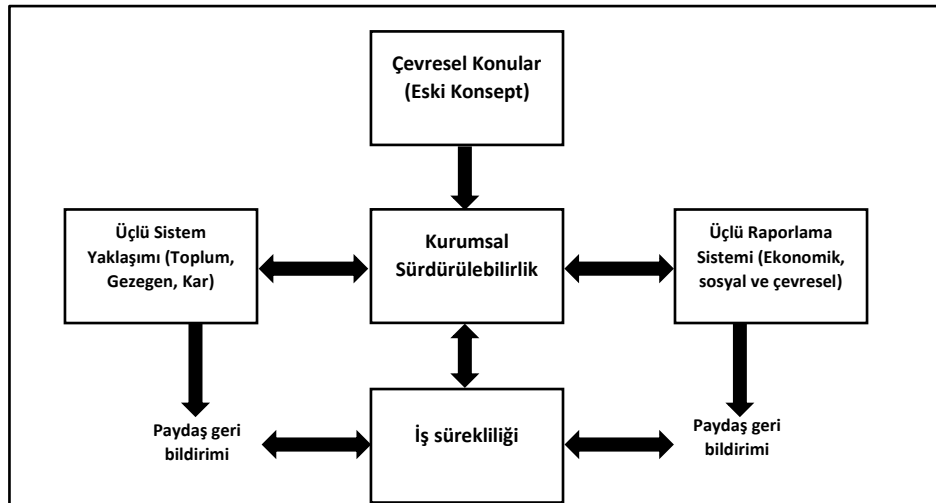 Çevresel Konular
(Eski Konsept)
Üçlü Sistem
Yaklaşımı (Toplum,
Gezegen, Kar)
Kurumsal
Sürdürülebilirlik
Üçlü Raporlama
Sistemi (Ekonomik,
sosyal ve çevresel)
Paydaş geri
bildirimi
İş sürekliliği
Paydaş geri
bildirimi